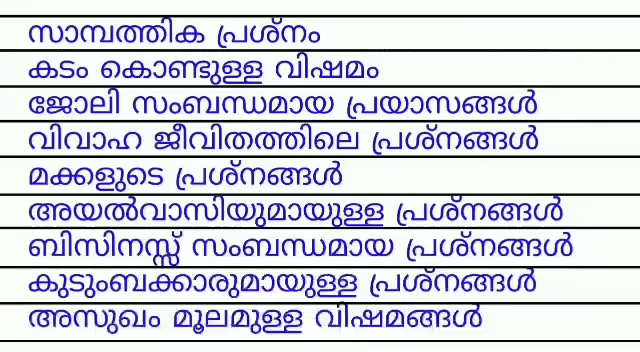 സാമ്പത്തിക പ്രശ്നം
കടം കൊണ്ടുള്ള വിഷമം
ജോലി സംബന്ധമായ പ്രയാസങ്ങൾ
വിവാഹ ജീവിതത്തിലെ പ്രശ്നങ്ങൾ
മക്കളുടെ പ്രശ്നങ്ങൾ
അയൽവാസിയുമായുള്ള പ്രശ്നങ്ങൾ
ബിസിനസ്സ് സംബന്ധമായ പ്രശ്നങ്ങൾ
കുടുംബക്കാരുമായുള്ള പ്രശ്നങ്ങൾ
അസുഖം മൂലമുള്ള വിഷമങ്ങൾ